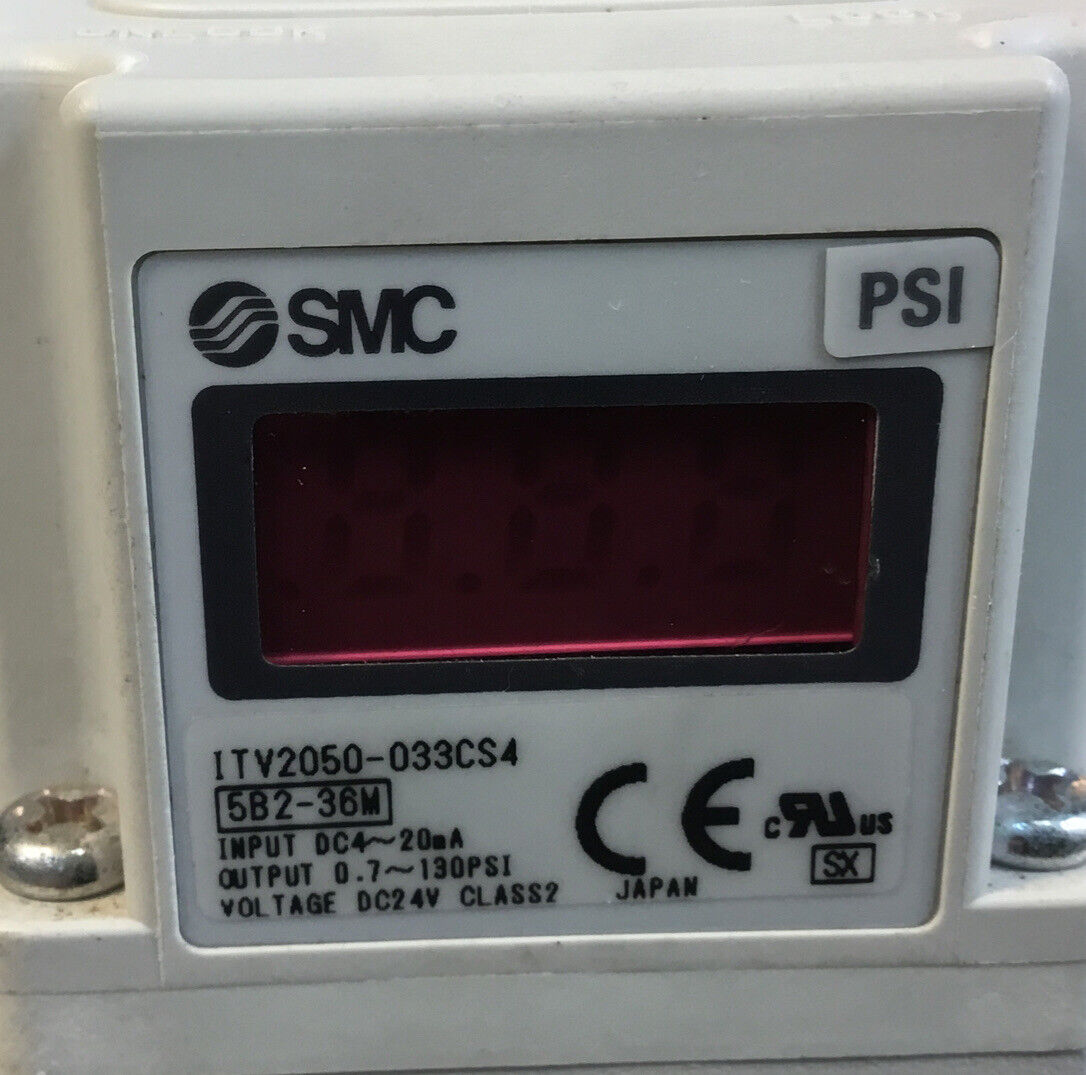 SMC
PSI
ITV2050-033CS4
5B2-36M
INPUT DC4～20mA
OUTPUT 0.7～130PSI
VOLTAGE DC24V CLASS2
CE
JAPAN
c RU US
SX